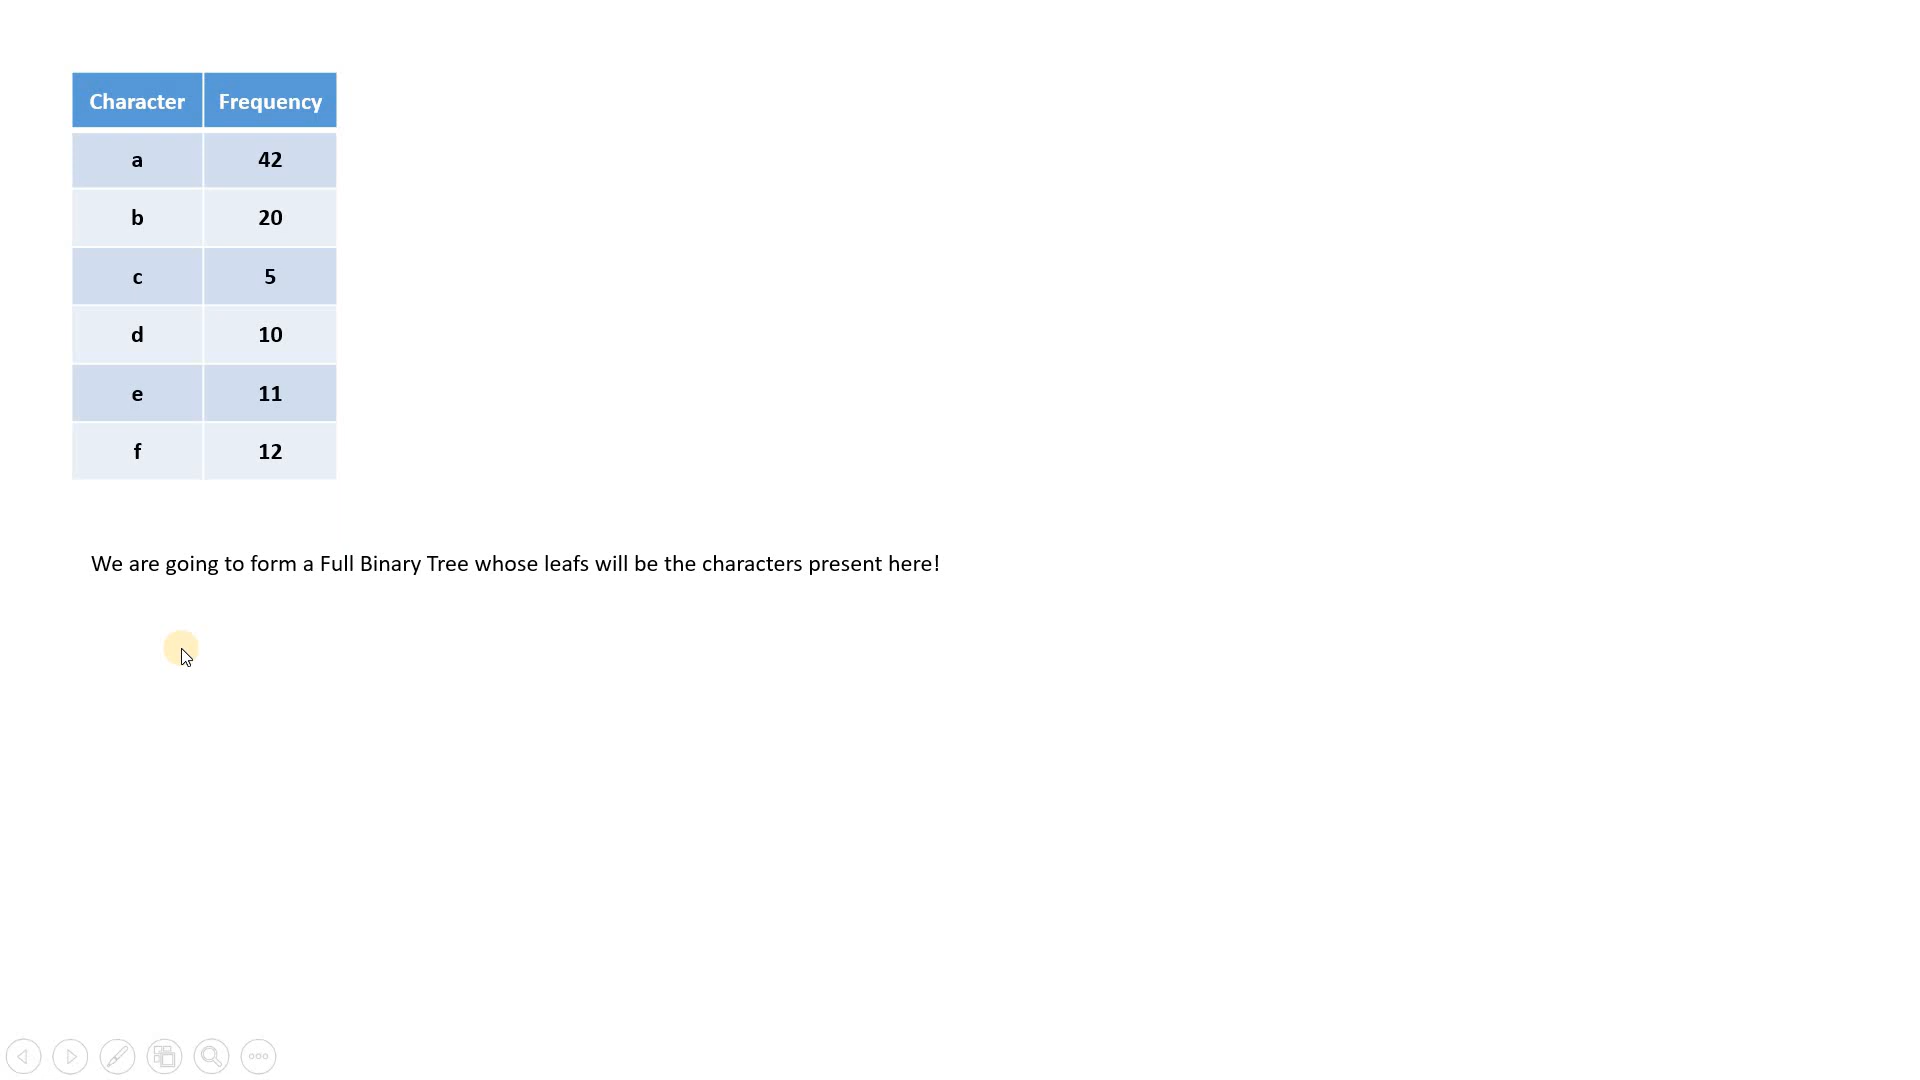 Character Frequency
a 42
b 20
c 5
d 10
e 11
f 12
We are going to form a Full Binary Tree whose leafs will be the characters present here!